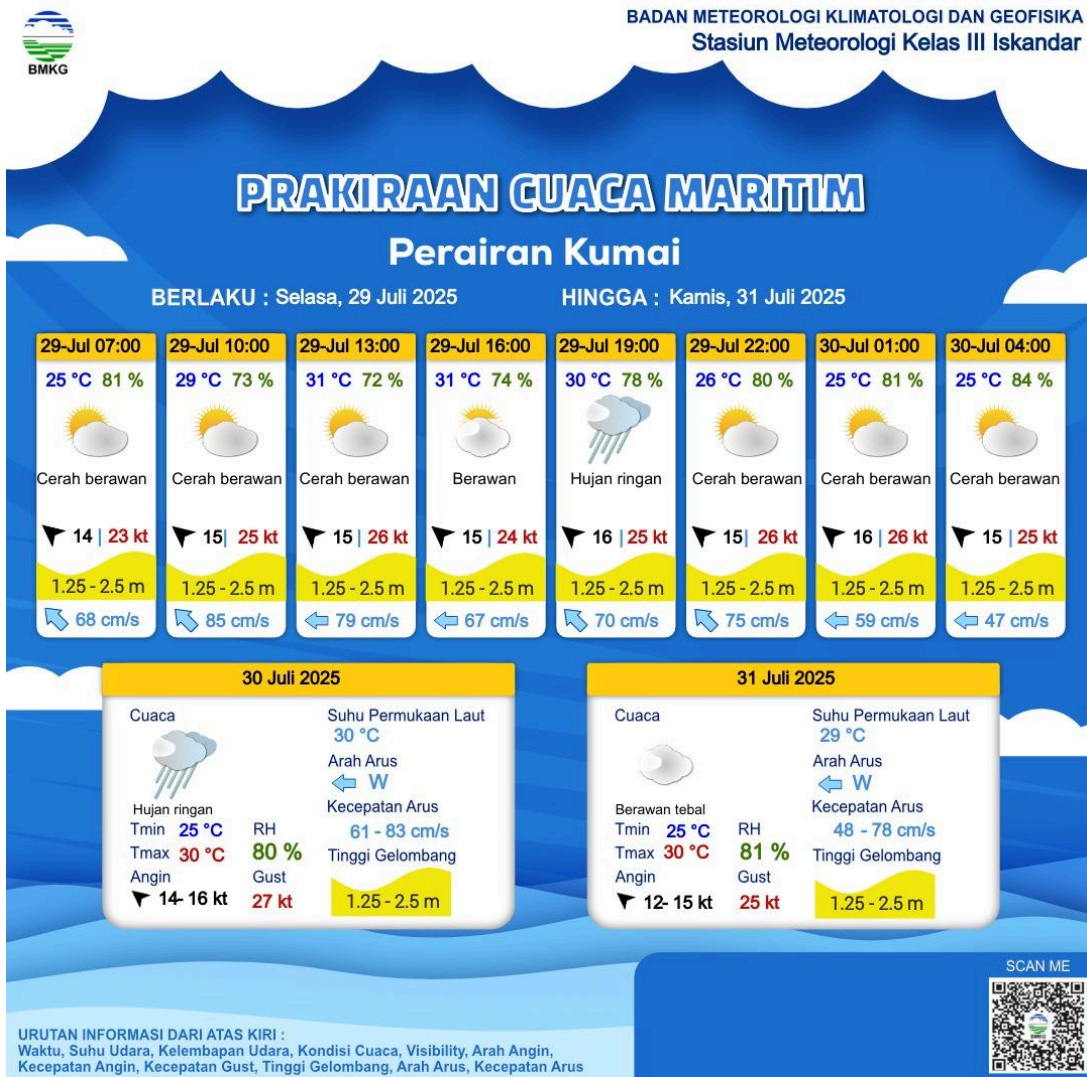 BMKG
BADAN METEOROLOGI KLIMATOLOGI DAN GEOFISIKA
Stasiun Meteorologi Kelas III Iskandar
PRAKIRAAN CUACA MARITIM
Perairan Kumai
BERLAKU : Selasa, 29 Juli 2025 HINGGA : Kamis, 31 Juli 2025
29-Jul 07:00
25 °C 81 %
Cerah berawan
14 | 23 kt
1.25 - 2.5 m
68 cm/s
29-Jul 10:00
29 °C 73 %
Cerah berawan
15| 25 kt
1.25 - 2.5 m
85 cm/s
29-Jul 13:00
31 °C 72 %
Cerah berawan
15 | 26 kt
1.25 - 2.5 m
79 cm/s
29-Jul 16:00
31 °C 74 %
Berawan
15 | 24 kt
1.25 - 2.5 m
67 cm/s
29-Jul 19:00
30 °C 78 %
Hujan ringan
16 | 25 kt
1.25 - 2.5 m
70 cm/s
29-Jul 22:00
26 °C 80 %
Cerah berawan
15| 26 kt
1.25 - 2.5 m
75 cm/s
30-Jul 01:00
25 °C 81 %
Cerah berawan
16 | 26 kt
1.25 - 2.5 m
59 cm/s
30-Jul 04:00
25 °C 84 %
Cerah berawan
15 | 25 kt
1.25 - 2.5 m
47 cm/s
30 Juli 2025
Cuaca
Hujan ringan
Tmin 25 °C RH
Tmax 30 °C 80 %
Angin Gust
14- 16 kt 27 kt
Suhu Permukaan Laut
30 °C
Arah Arus
W
Kecepatan Arus
61 - 83 cm/s
Tinggi Gelombang
1.25 - 2.5 m
31 Juli 2025
Cuaca
Berawan tebal
Tmin 25 °C RH
Tmax 30 °C 81 %
Angin Gust
12- 15 kt 25 kt
Suhu Permukaan Laut
29 °C
Arah Arus
W
Kecepatan Arus
48 - 78 cm/s
Tinggi Gelombang
1.25 - 2.5 m
SCAN ME
URUTAN INFORMASI DARI ATAS KIRI :
Waktu, Suhu Udara, Kelembapan Udara, Kondisi Cuaca, Visibility, Arah Angin,
Kecepatan Angin, Kecepatan Gust, Tinggi Gelombang, Arah Arus, Kecepatan Arus